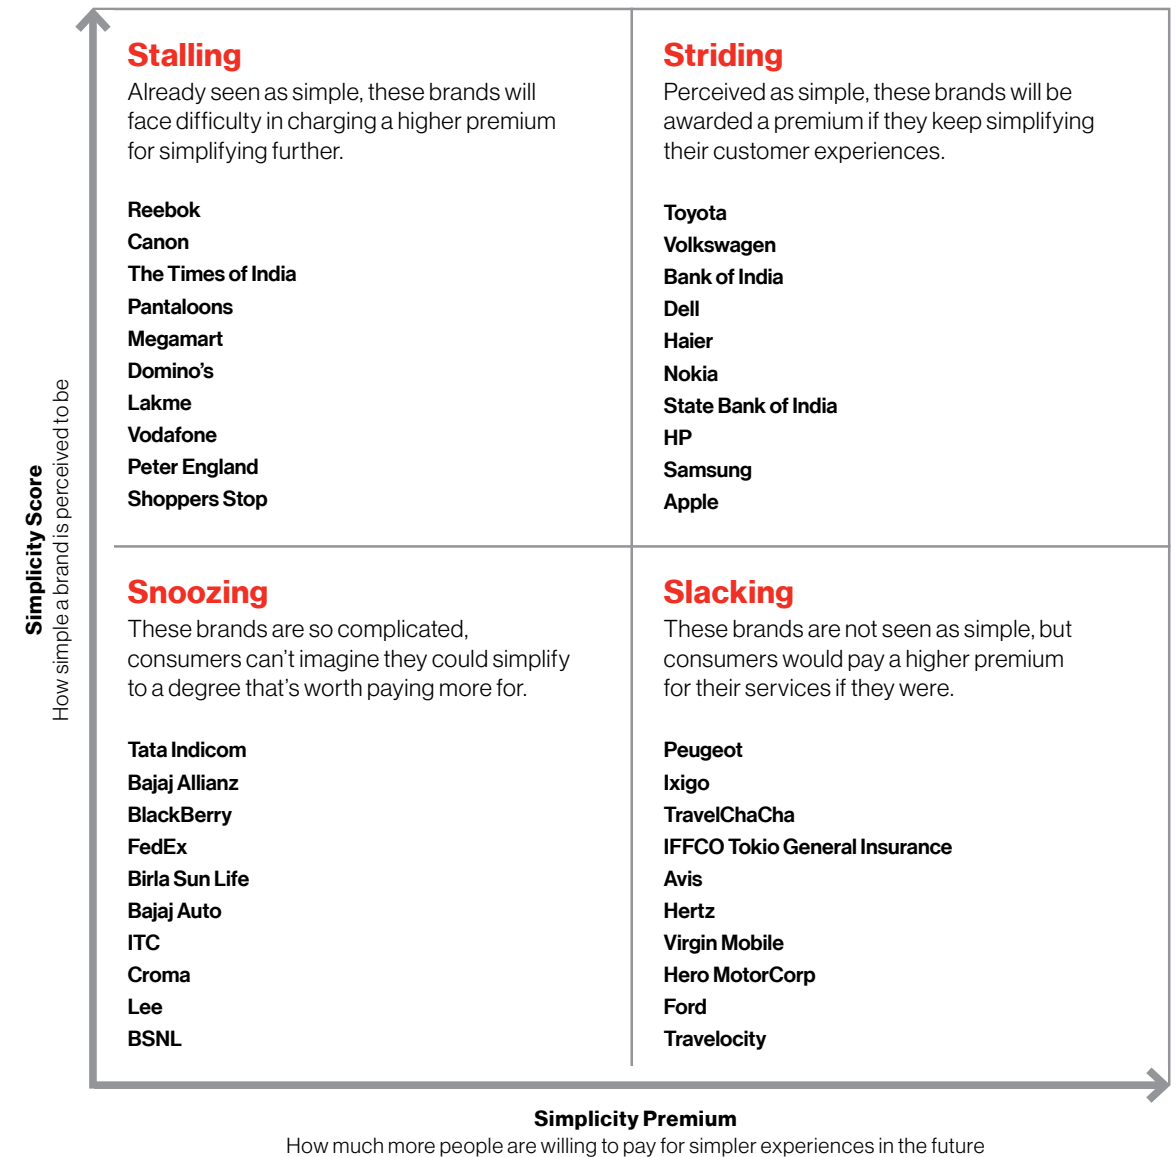 Stalling
Already seen as simple, these brands will
face difficulty in charging a higher premium
for simplifying further.
Reebok
Canon
The Times of India
Pantaloons
Megamart
Domino's
Lakme
Vodafone
Peter England
Shoppers Stop
Striding
Perceived as simple, these brands will be
awarded a premium if they keep simplifying
their customer experiences.
Toyota
Volkswagen
Bank of India
Dell
Haier
Nokia
State Bank of India
HP
Samsung
Apple
Snoozing
These brands are so complicated,
consumers can't imagine they could simplify
to a degree that's worth paying more for.
Tata Indicom
Bajaj Allianz
BlackBerry
FedEx
Birla Sun Life
Bajaj Auto
ITC
Croma
Lee
BSNL
Slacking
These brands are not seen as simple, but
consumers would pay a higher premium
for their services if they were.
Peugeot
Ixigo
TravelChaCha
IFFCO Tokio General Insurance
Avis
Hertz
Virgin Mobile
Hero MotorCorp
Ford
Travelocity
Simplicity Score
How simple a brand is perceived to be
Simplicity Premium
How much more people are willing to pay for simpler experiences in the future